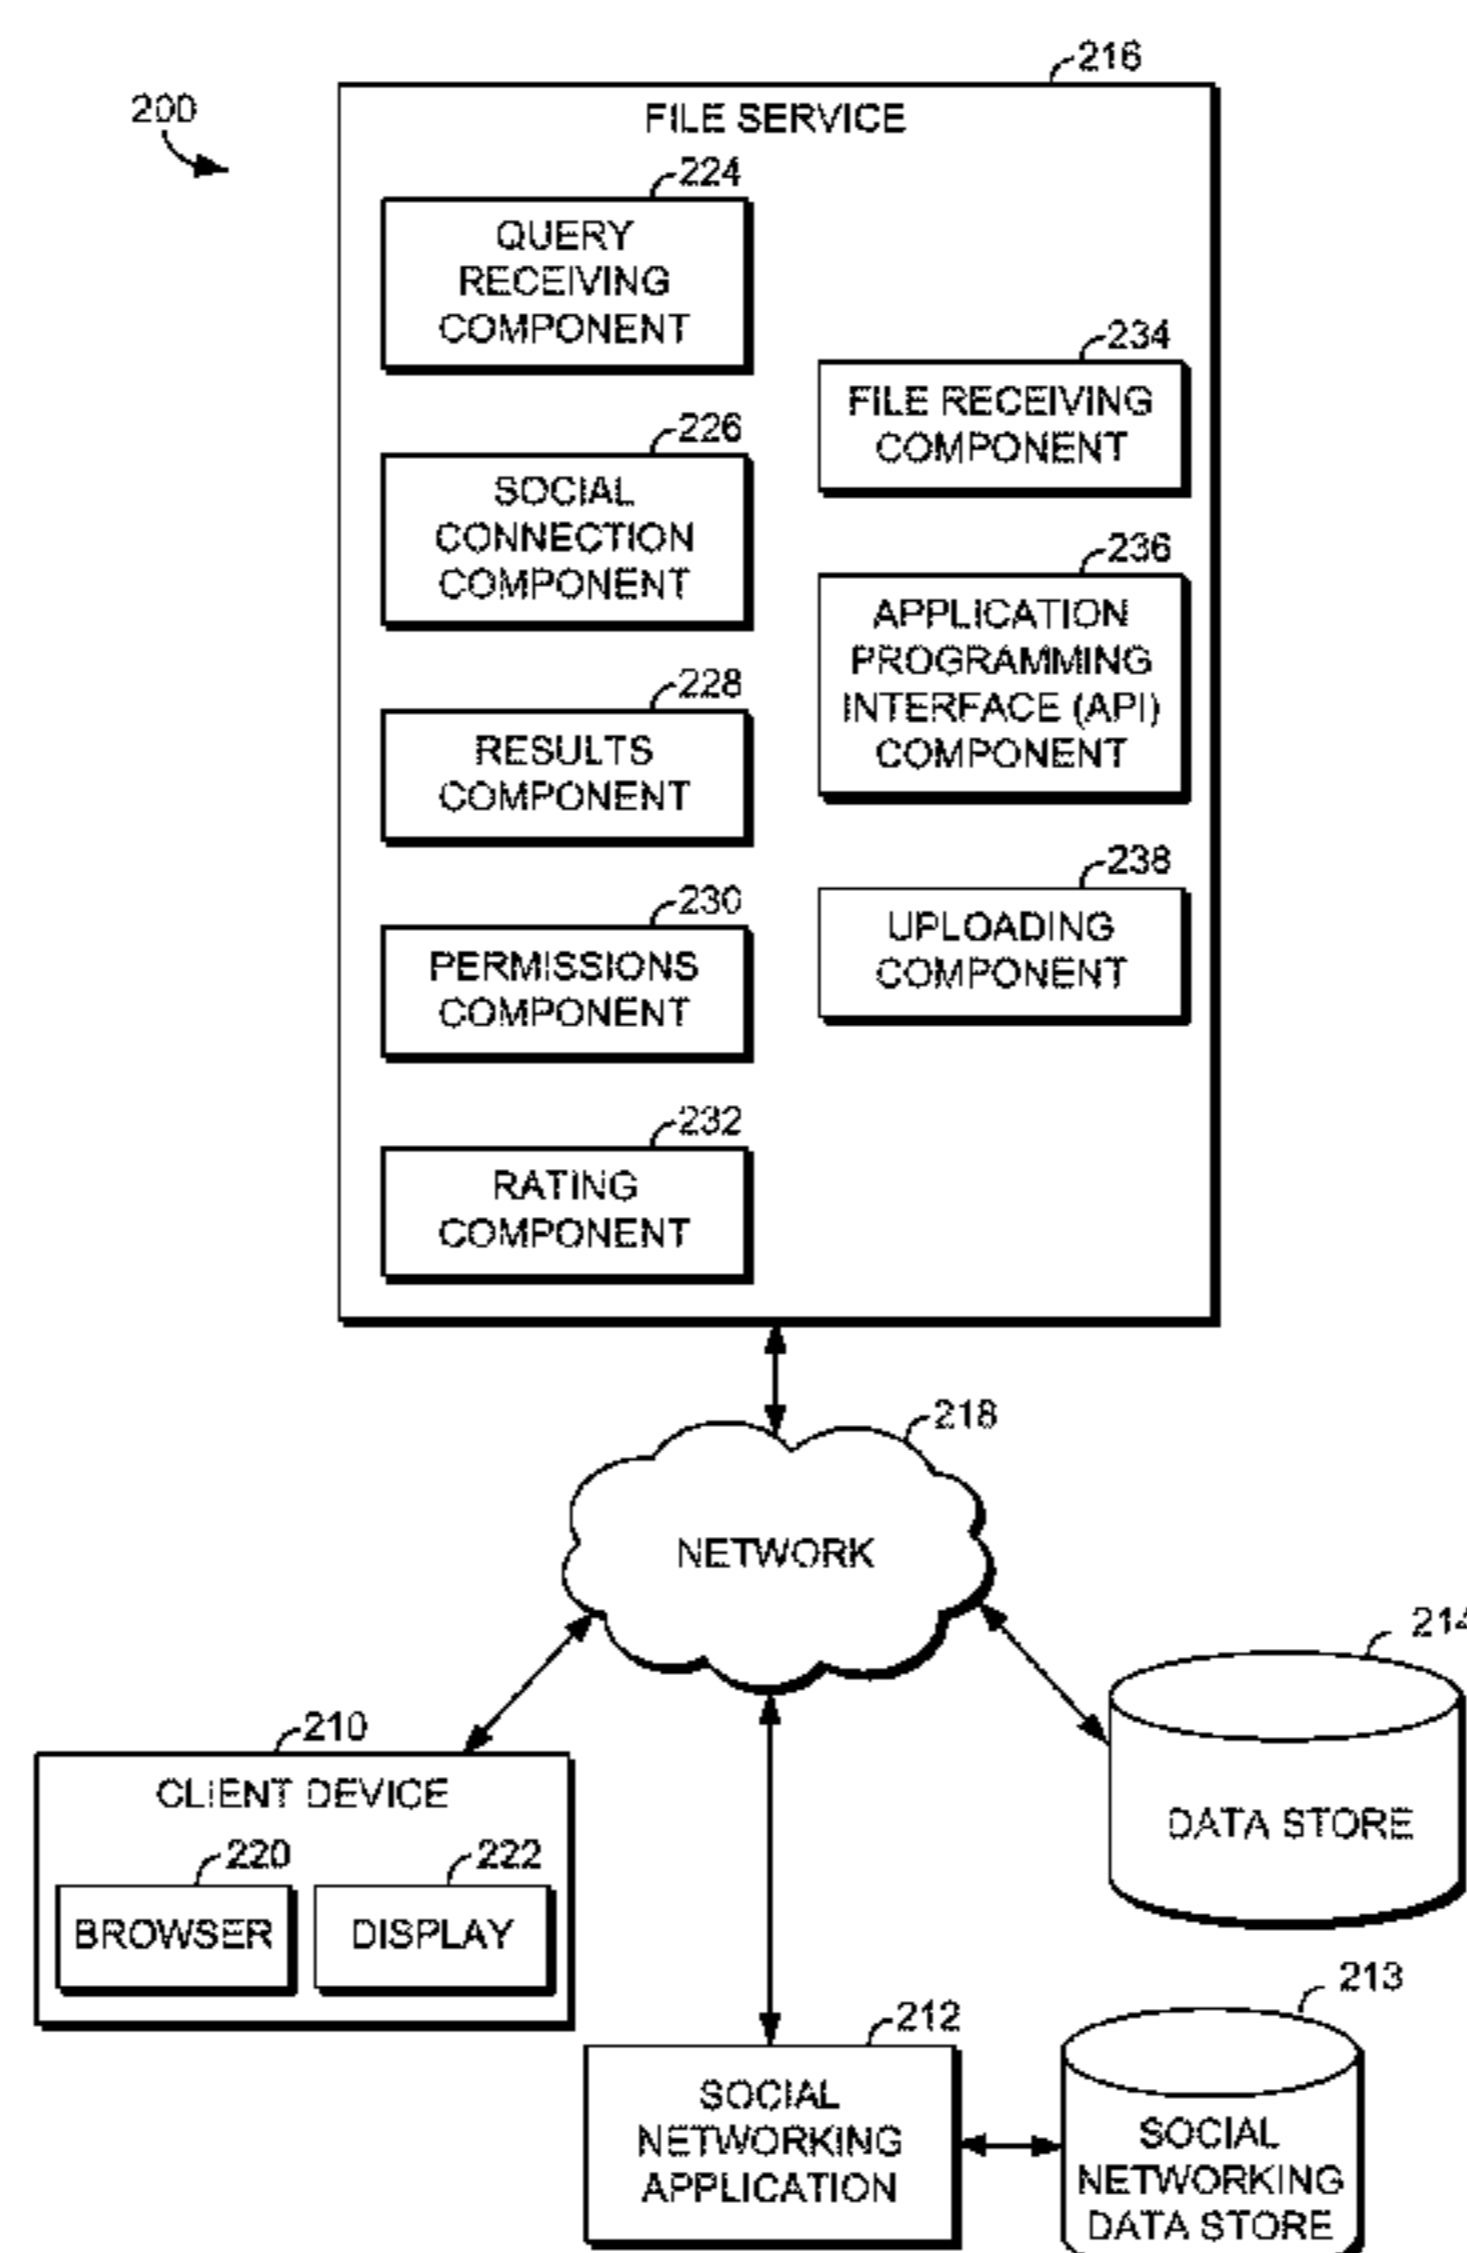 200
216
FILE SERVICE
224
QUERY
RECEIVING
COMPONENT
226
SOCIAL
CONNECTION
COMPONENT
228
RESULTS
COMPONENT
230
PERMISSIONS
COMPONENT
232
RATING
COMPONENT
234
FILE RECEIVING
COMPONENT
236
APPLICATION
PROGRAMMING
INTERFACE (API)
COMPONENT
238
UPLOADING
COMPONENT
218
NETWORK
210
CLIENT DEVICE
220
BROWSER
222
DISPLAY
214
DATA STORE
212
SOCIAL
NETWORKING
APPLICATION
213
SOCIAL
NETWORKING
DATA STORE